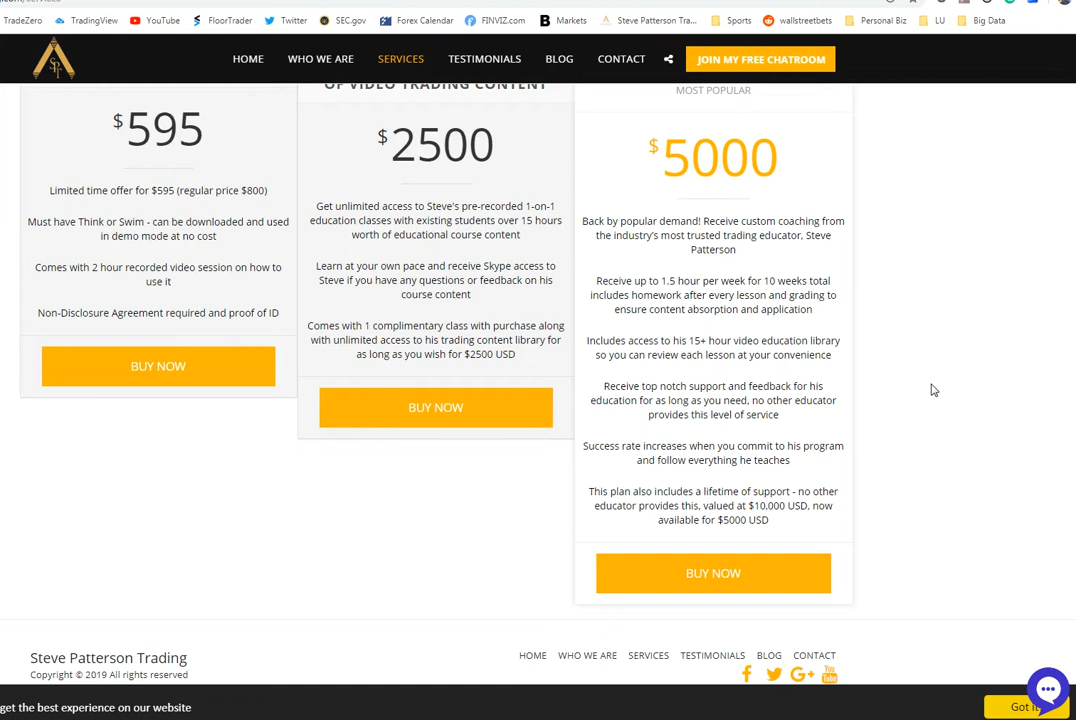 TradeZero
TradingView
YouTube
FloorTrader
Twitter
SEC.gov
Forex Calendar
FINVIZ.com
Markets
Steve Patterson Tra...
Sports
wallstreetbets
Personal Biz
LU
Big Data
SPT
HOME
WHO WE ARE
SERVICES
TESTIMONIALS
BLOG
CONTACT
JOIN MY FREE CHATROOM
$595
Limited time offer for $595 (regular price $800)
Must have Think or Swim - can be downloaded and used
in demo mode at no cost
Comes with 2 hour recorded video session on how to
use it
Non-Disclosure Agreement required and proof of ID
BUY NOW
OF VIDEO TRADING CONTENT
$2500
Get unlimited access to Steve's pre-recorded 1-on-1
education classes with existing students over 15 hours
worth of educational course content
Learn at your own pace and receive Skype access to
Steve if you have any questions or feedback on his
course content
Comes with 1 complimentary class with purchase along
with unlimited access to his trading content library for
as long as you wish for $2500 USD
BUY NOW
MOST POPULAR
$5000
Back by popular demand! Receive custom coaching from
the industry's most trusted trading educator, Steve
Patterson
Receive up to 1.5 hour per week for 10 weeks total
includes homework after every lesson and grading to
ensure content absorption and application
Includes access to his 15+ hour video education library
so you can review each lesson at your convenience
Receive top notch support and feedback for his
education for as long as you need, no other educator
provides this level of service
Success rate increases when you commit to his program
and follow everything he teaches
This plan also includes a lifetime of support - no other
educator provides this, valued at $10,000 USD, now
available for $5000 USD
BUY NOW
Steve Patterson Trading
Copyright © 2019 All rights reserved
HOME
WHO WE ARE
SERVICES
TESTIMONIALS
BLOG
CONTACT
get the best experience on our website
Got it